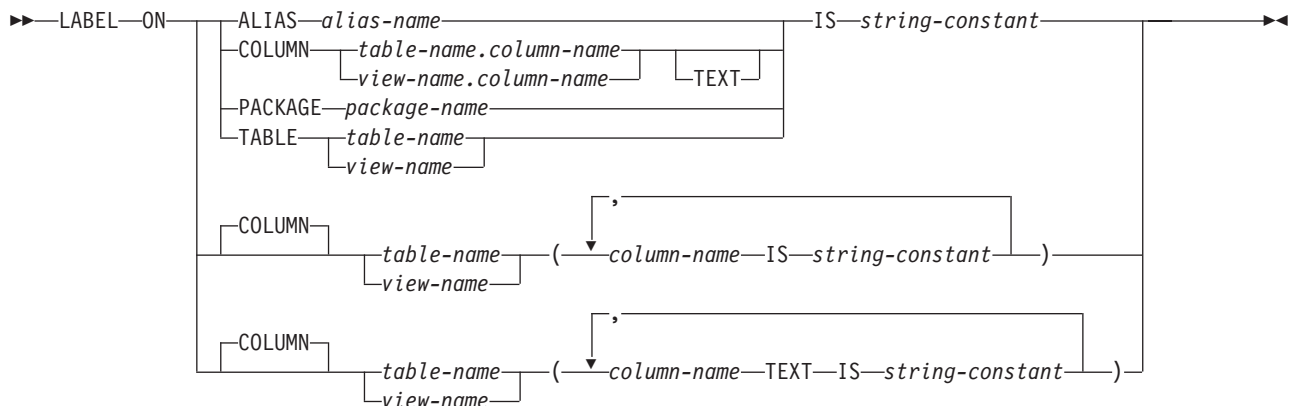 LABEL ON ALIAS alias-name IS string-constant
COLUMN table-name.column-name
view-name.column-name TEXT
PACKAGE package-name
TABLE table-name
view-name
,
COLUMN
table-name ( column-name IS string-constant )
view-name
,
COLUMN
table-name ( column-name TEXT IS string-constant )
view-name